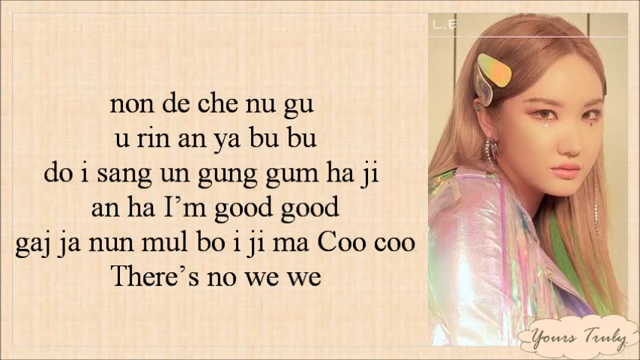 L.E
non de che nu gu
u rin an ya bu bu
do i sang un gung gum ha ji
an ha I’m good good
gaj ja nun mul bo i ji ma Coo coo
There’s no we we
Yours Truly